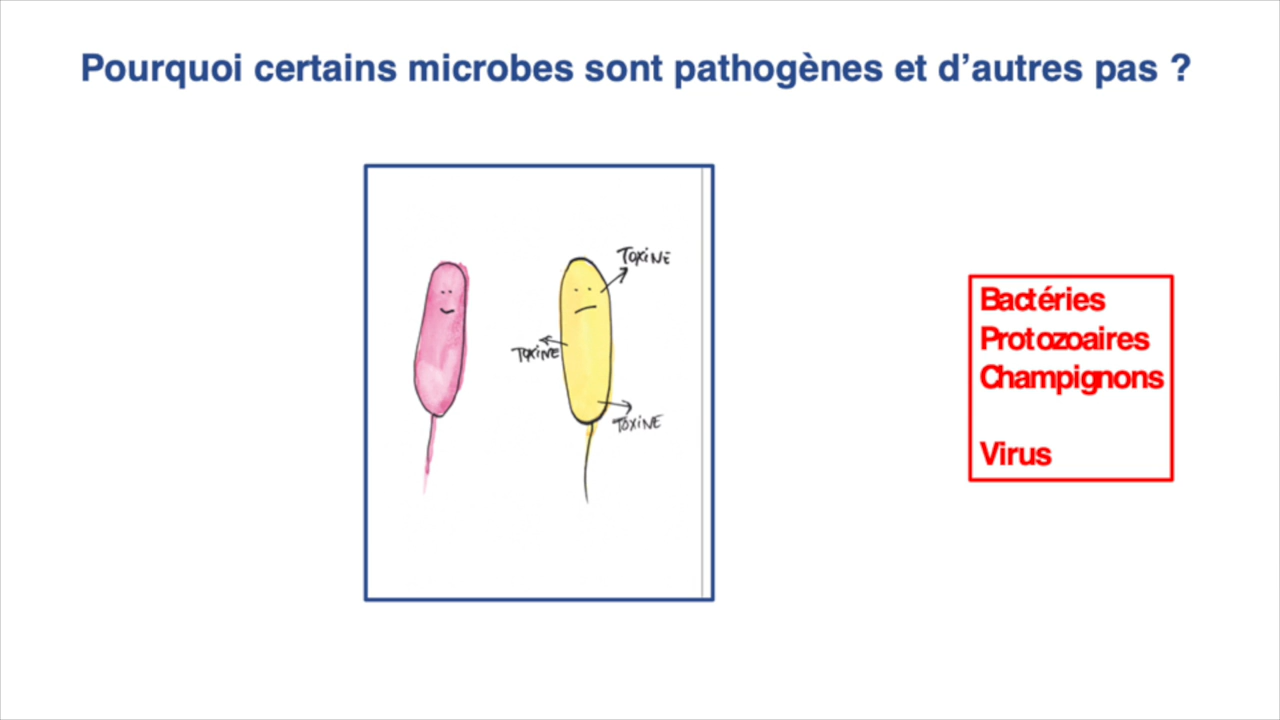 Pourquoi certains microbes sont pathogènes et d'autres pas ?
TOXINE
TOXINE
TOXINE
Bactéries
Protozoaires
Champignons
Virus